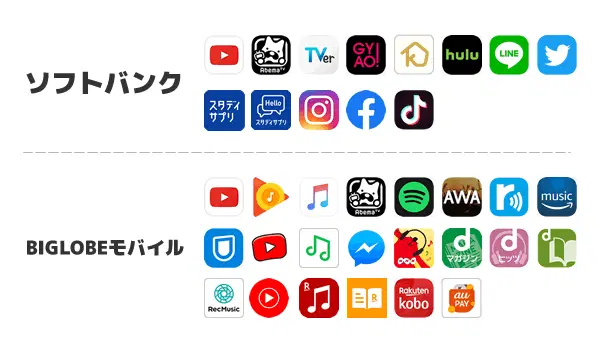 ソフトバンク
AbemaTV
TVer
GYAO!
hulu
LINE
スタディサプリ
Hello
スタディサプリ
BIGLOBEモバイル
AbemaTV
AWA
music
マガジン
ヒッツ
RecMusic
R
R
Rakuten
kobo
au
PAY